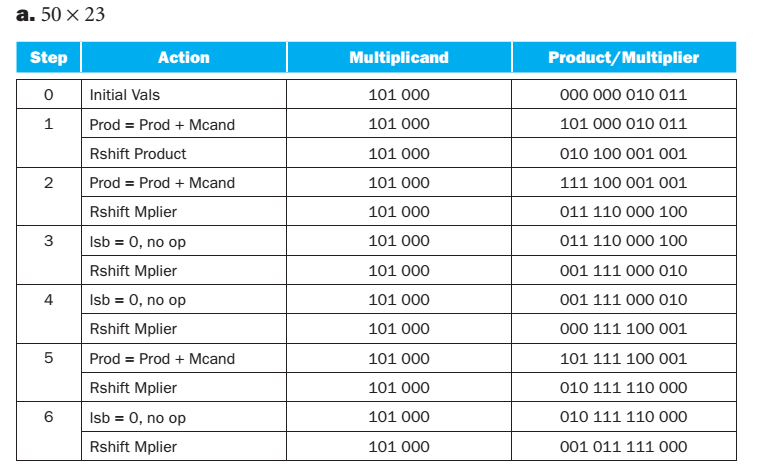 a. 50 × 23
Step Action Multiplicand Product/Multiplier
0 Initial Vals 101 000 000 000 010 011
1 Prod = Prod + Mcand 101 000 101 000 010 011
Rshift Product 101 000 010 100 001 001
2 Prod = Prod + Mcand 101 000 111 100 001 001
Rshift Mplier 101 000 011 110 000 100
3 lsb = 0, no op 101 000 011 110 000 100
Rshift Mplier 101 000 001 111 000 010
4 lsb = 0, no op 101 000 001 111 000 010
Rshift Mplier 101 000 000 111 100 001
5 Prod = Prod + Mcand 101 000 101 111 100 001
Rshift Mplier 101 000 010 111 110 000
6 lsb = 0, no op 101 000 010 111 110 000
Rshift Mplier 101 000 001 011 111 000